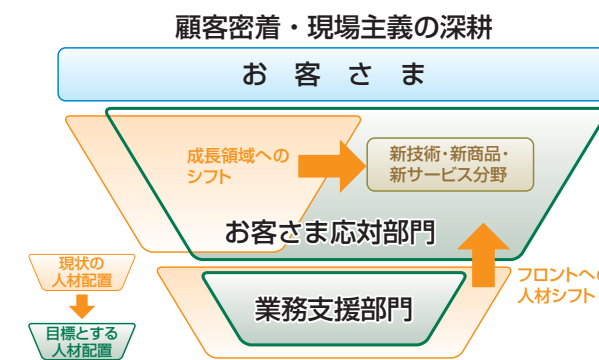 顧客密着・現場主義の深耕
お客さま
成長領域への
シフト
新技術・新商品・
新サービス分野
お客さま応対部門
現状の
人材配置
目標とする
人材配置
業務支援部門
フロントへの
人材シフト